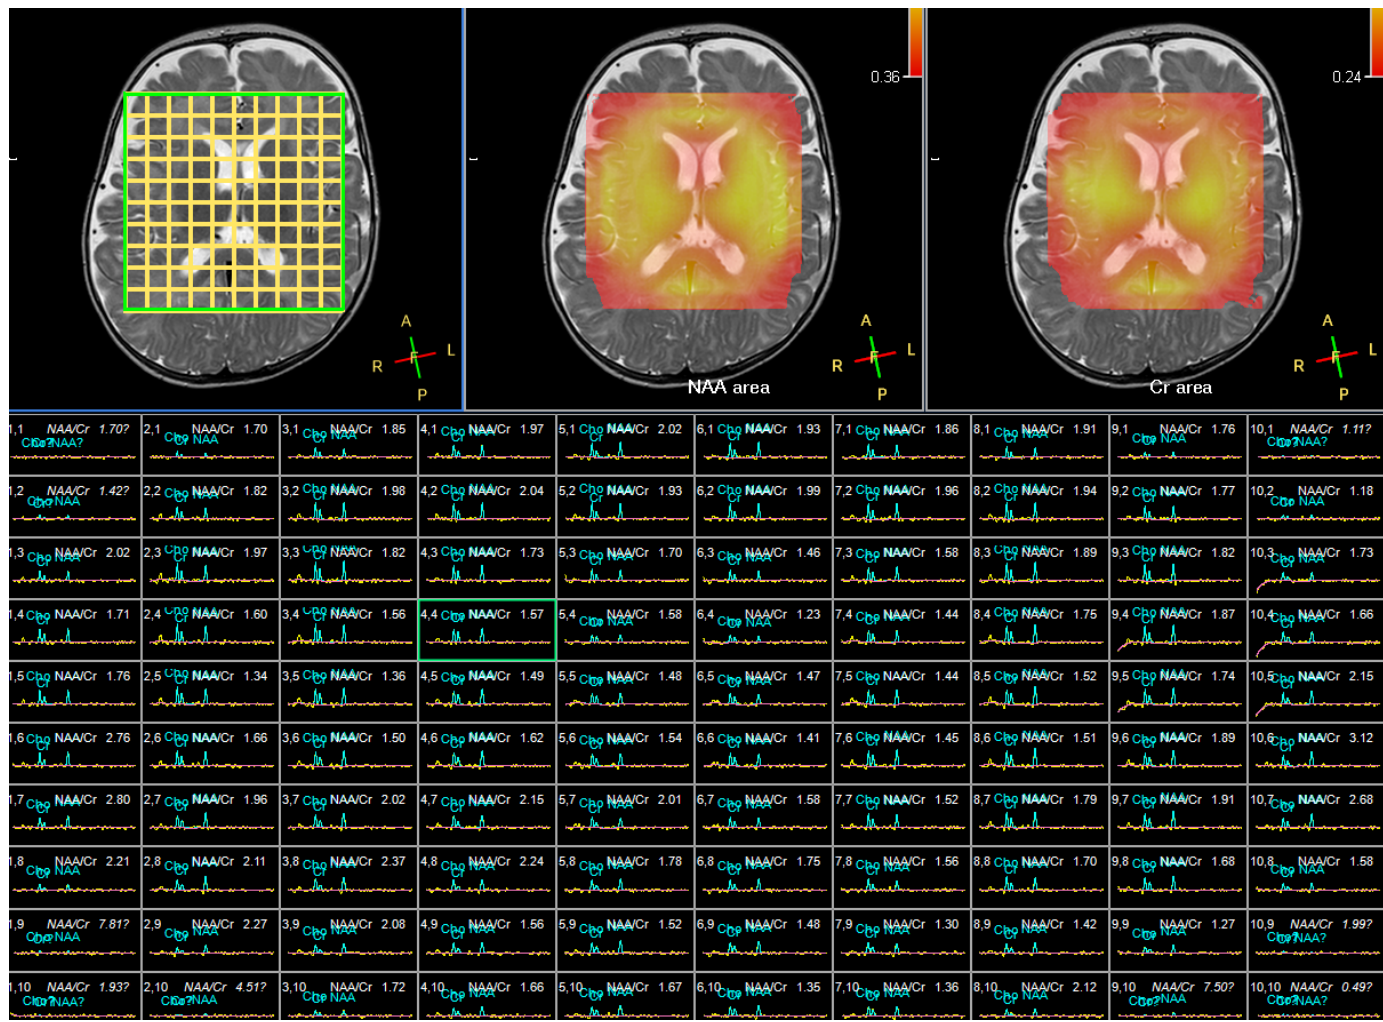 0.36
0.24
A
R F L
P
A
R F L
P
A
R F L
P
NAA area
Cr area
1,1 NAA/Cr 1.70? 2,1 NAA/Cr 1.70 3,1 NAA/Cr 1.85 4,1 NAA/Cr 1.97 5,1 NAA/Cr 2.02 6,1 NAA/Cr 1.93 7,1 NAA/Cr 1.86 8,1 NAA/Cr 1.91 9,1 NAA/Cr 1.76 10,1 NAA/Cr 1.11?
1,2 NAA/Cr 1.42? 2,2 NAA/Cr 1.82 3,2 NAA/Cr 1.98 4,2 NAA/Cr 2.04 5,2 NAA/Cr 1.93 6,2 NAA/Cr 1.99 7,2 NAA/Cr 1.96 8,2 NAA/Cr 1.94 9,2 NAA/Cr 1.77 10,2 NAA/Cr 1.18
1,3 NAA/Cr 2.02 2,3 NAA/Cr 1.97 3,3 NAA/Cr 1.82 4,3 NAA/Cr 1.73 5,3 NAA/Cr 1.70 6,3 NAA/Cr 1.46 7,3 NAA/Cr 1.58 8,3 NAA/Cr 1.89 9,3 NAA/Cr 1.82 10,3 NAA/Cr 1.73
1,4 NAA/Cr 1.71 2,4 NAA/Cr 1.60 3,4 NAA/Cr 1.56 4,4 NAA/Cr 1.57 5,4 NAA/Cr 1.58 6,4 NAA/Cr 1.23 7,4 NAA/Cr 1.44 8,4 NAA/Cr 1.75 9,4 NAA/Cr 1.87 10,4 NAA/Cr 1.66
1,5 NAA/Cr 1.76 2,5 NAA/Cr 1.34 3,5 NAA/Cr 1.36 4,5 NAA/Cr 1.49 5,5 NAA/Cr 1.48 6,5 NAA/Cr 1.47 7,5 NAA/Cr 1.44 8,5 NAA/Cr 1.52 9,5 NAA/Cr 1.74 10,5 NAA/Cr 2.15
1,6 NAA/Cr 2.76 2,6 NAA/Cr 1.66 3,6 NAA/Cr 1.50 4,6 NAA/Cr 1.62 5,6 NAA/Cr 1.54 6,6 NAA/Cr 1.41 7,6 NAA/Cr 1.45 8,6 NAA/Cr 1.51 9,6 NAA/Cr 1.89 10,6 NAA/Cr 3.12
1,7 NAA/Cr 2.80 2,7 NAA/Cr 1.96 3,7 NAA/Cr 2.02 4,7 NAA/Cr 2.15 5,7 NAA/Cr 2.01 6,7 NAA/Cr 1.58 7,7 NAA/Cr 1.52 8,7 NAA/Cr 1.79 9,7 NAA/Cr 1.91 10,7 NAA/Cr 2.68
1,8 NAA/Cr 2.21 2,8 NAA/Cr 2.11 3,8 NAA/Cr 2.37 4,8 NAA/Cr 2.24 5,8 NAA/Cr 1.78 6,8 NAA/Cr 1.75 7,8 NAA/Cr 1.56 8,8 NAA/Cr 1.70 9,8 NAA/Cr 1.68 10,8 NAA/Cr 1.58
1,9 NAA/Cr 7.81? 2,9 NAA/Cr 2.27 3,9 NAA/Cr 2.08 4,9 NAA/Cr 1.56 5,9 NAA/Cr 1.52 6,9 NAA/Cr 1.48 7,9 NAA/Cr 1.30 8,9 NAA/Cr 1.42 9,9 NAA/Cr 1.27 10,9 NAA/Cr 1.99?
1,10 NAA/Cr 1.93? 2,10 NAA/Cr 4.51? 3,10 NAA/Cr 1.72 4,10 NAA/Cr 1.66 5,10 NAA/Cr 1.67 6,10 NAA/Cr 1.35 7,10 NAA/Cr 1.36 8,10 NAA/Cr 2.12 9,10 NAA/Cr 7.50? 10,10 NAA/Cr 0.49?